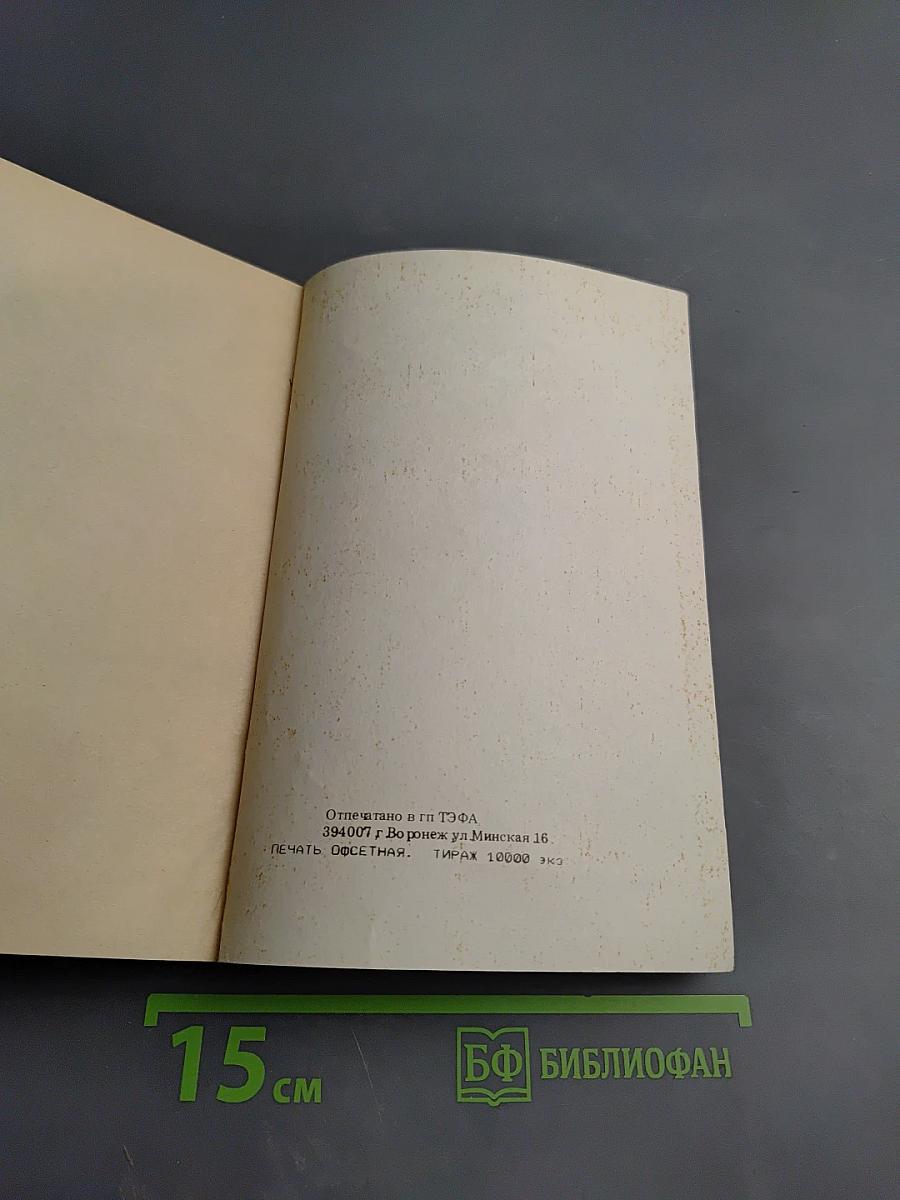 Отпечатано в гп ТЭФА
394007, г.Воронеж ул.Минская 16
ПЕЧАТЬ ОФСЕТНАЯ. ТИРАЖ 10000 экз
15 см
БФ БИБЛИОФАН